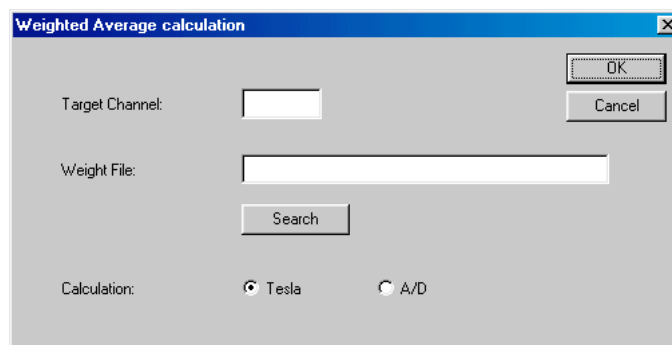 Weighted Average calculation
OK
Target Channel:
Cancel
Weight File:
Search
Calculation:
Tesla
A/D